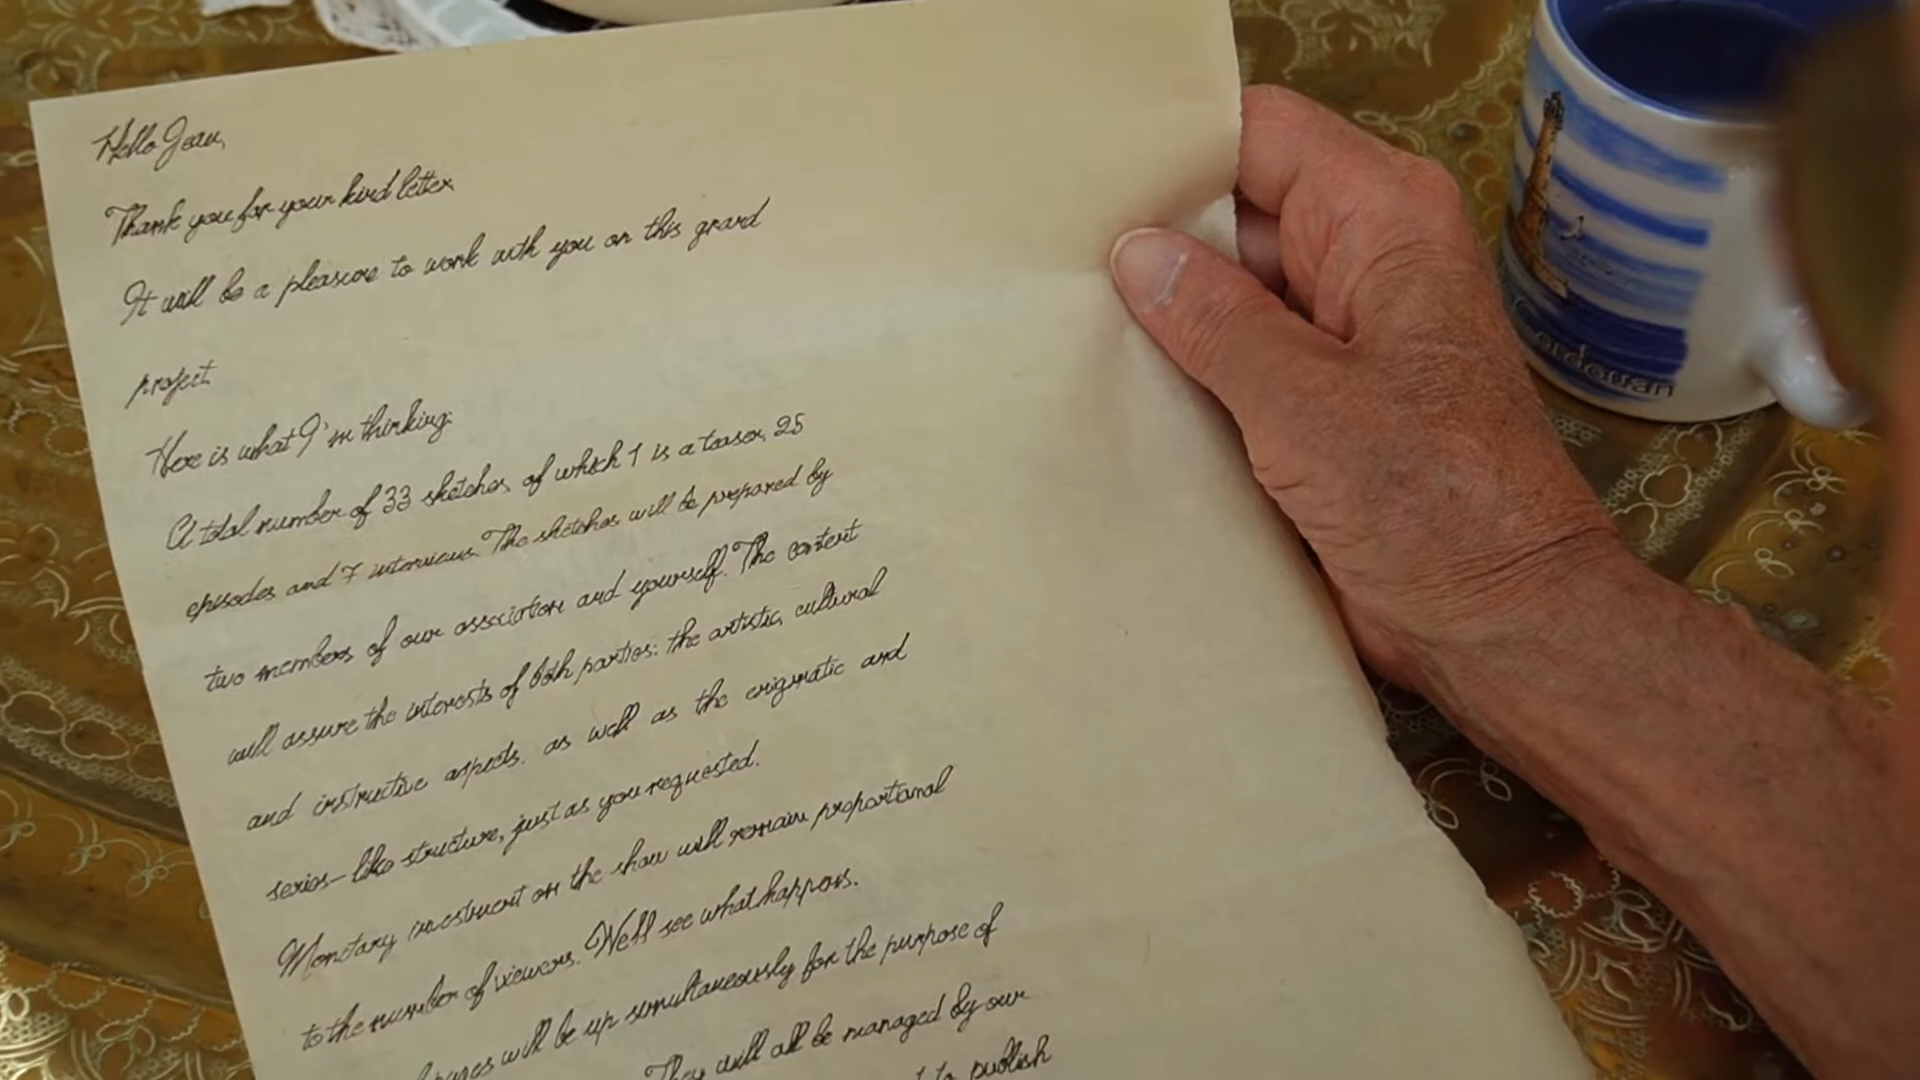 Hello Jean,
Thank you for your kind letter
It will be a pleasure to work with you on this grand
project.
Here is what I'm thinking:
A total number of 33 sketches, of which 1 is a teaser, 25
episodes and 7 interviews. The sketches will be prepared by
two members of our association and yourself. The content
will assure the interests of both parties: the artistic, cultural
and instructive aspects, as well as the enigmatic and
series-like structure, just as you requested.
Monetary investment on the show will remain proportional
to the number of viewers. We'll see what happens.
will be up simultaneously for the purpose of
They will all be managed by our
to publish
Cordouan